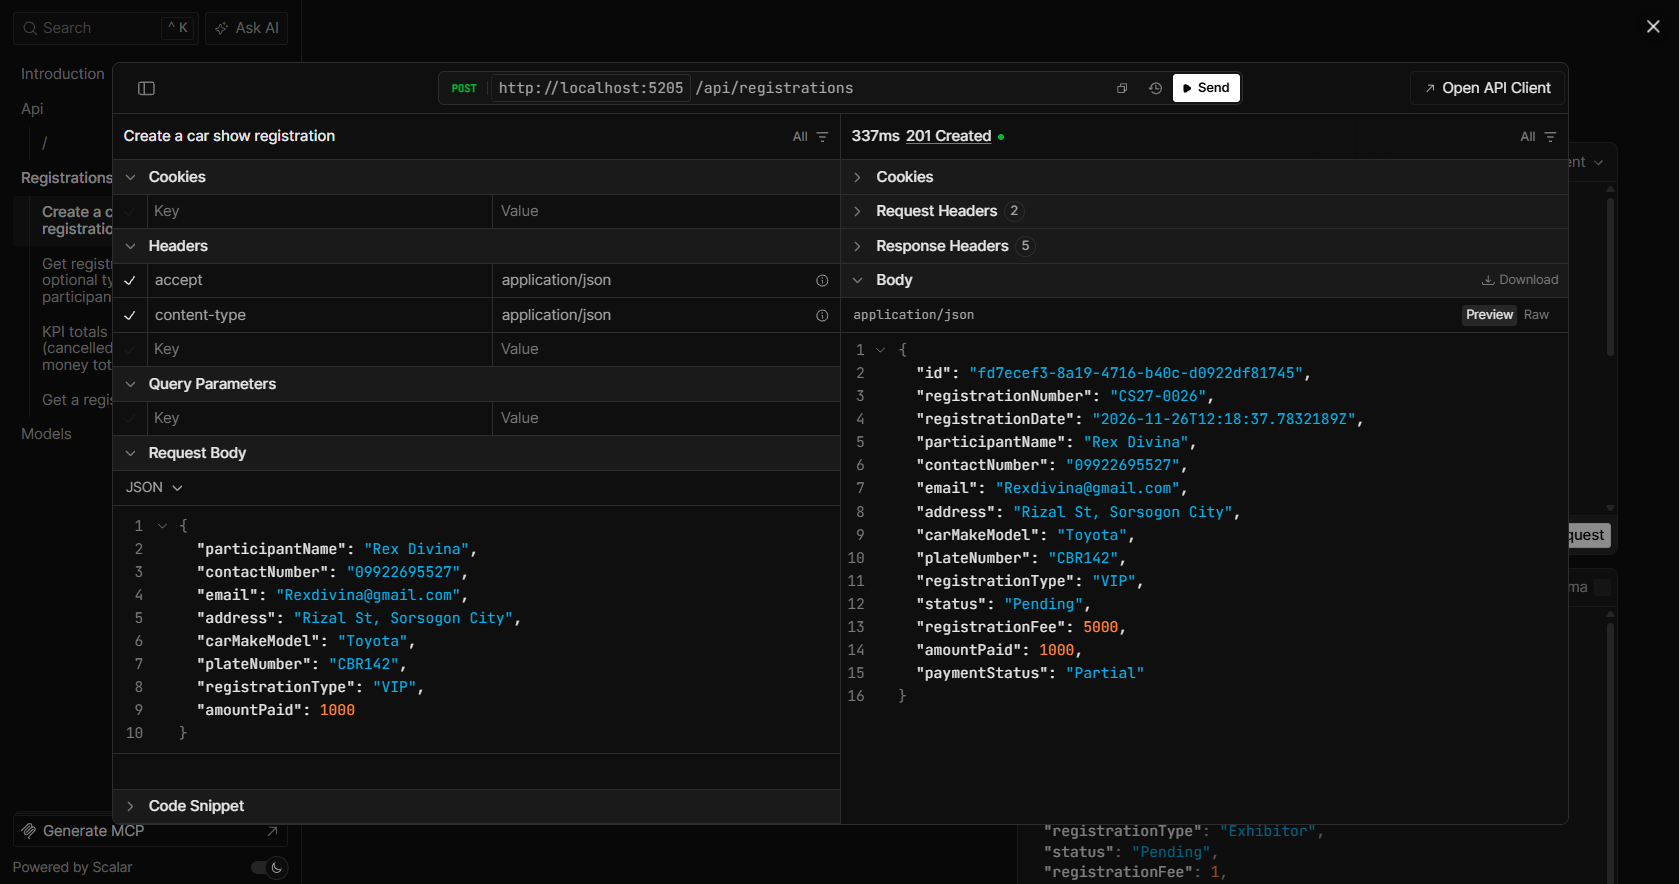 Search
^ K
Ask AI
Introduction
Api
/
Registrations
Create a c
registratio
Get registr
optional ty
participan
KPI totals
(cancelled
money tot
Get a regis
Models
Generate MCP
Powered by Scalar
POST http://localhost:5205 /api/registrations
Send
Open API Client
Create a car show registration
All
Cookies
Key Value
Headers
accept application/json
content-type application/json
Key Value
Query Parameters
Key Value
Request Body
JSON
1 {
2 "participantName": "Rex Divina",
3 "contactNumber": "09922695527",
4 "email": "Rexdivina@gmail.com",
5 "address": "Rizal St, Sorsogon City",
6 "carMakeModel": "Toyota",
7 "plateNumber": "CBR142",
8 "registrationType": "VIP",
9 "amountPaid": 1000
10 }
Code Snippet
337ms 201 Created
All
Cookies
Request Headers 2
Response Headers 5
Body
Download
application/json
Preview Raw
1 {
2 "id": "fd7ecef3-8a19-4716-b40c-d0922df81745",
3 "registrationNumber": "CS27-0026",
4 "registrationDate": "2026-11-26T12:18:37.7832189Z",
5 "participantName": "Rex Divina",
6 "contactNumber": "09922695527",
7 "email": "Rexdivina@gmail.com",
8 "address": "Rizal St, Sorsogon City",
9 "carMakeModel": "Toyota",
10 "plateNumber": "CBR142",
11 "registrationType": "VIP",
12 "status": "Pending",
13 "registrationFee": 5000,
14 "amountPaid": 1000,
15 "paymentStatus": "Partial"
16 }
ent
quest
ma
"registrationType": "Exhibitor",
"status": "Pending",
"registrationFee": 1,